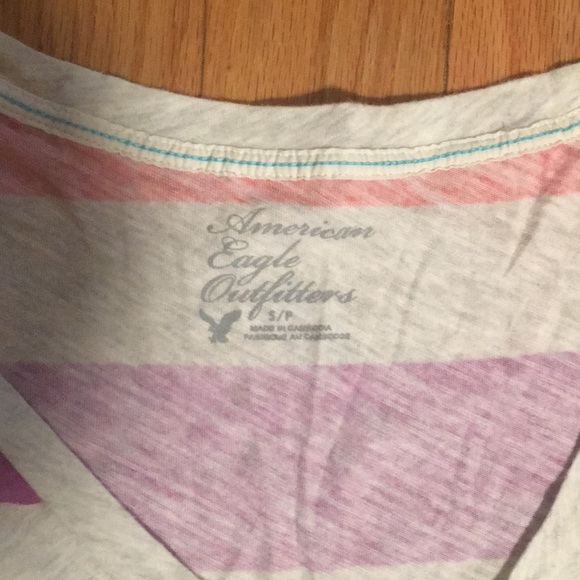 American
Eagle
Outfitters
S/P
MADE IN CAMBODIA
FABRIQUÉ AU CAMBODGE